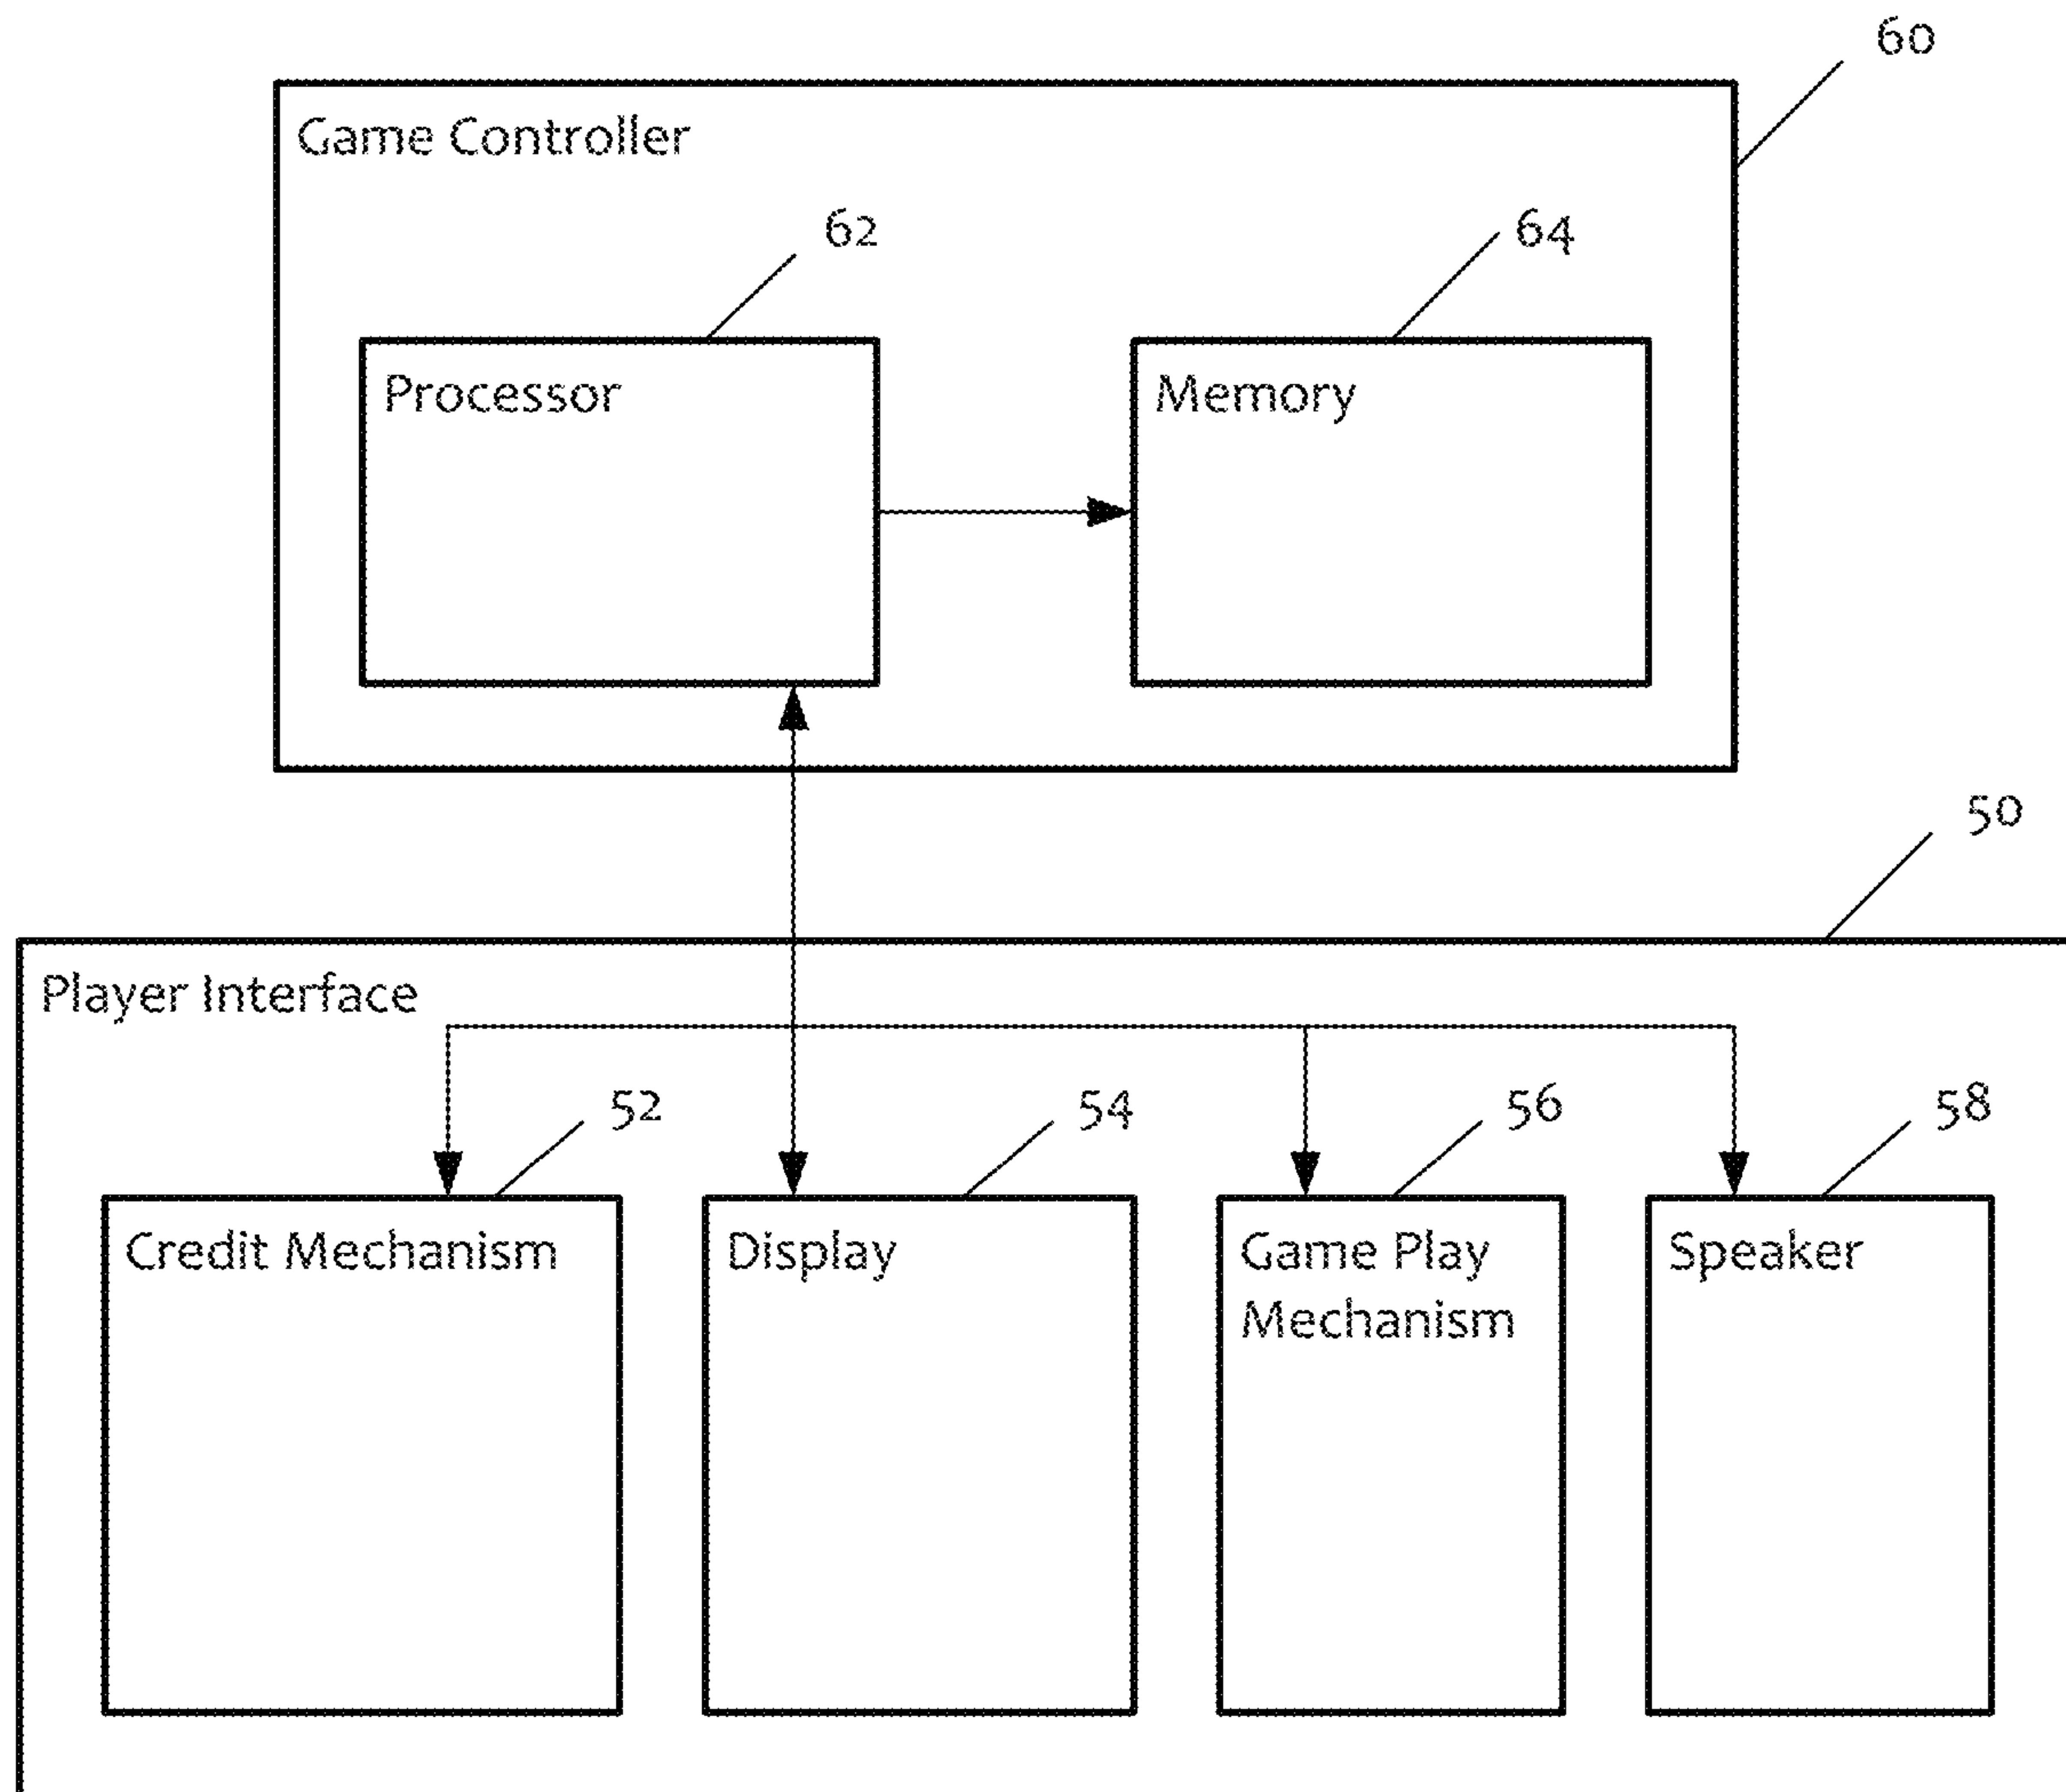 60
Game Controller
62
64
Processor
Memory
50
Player Interface
52
54
56
58
Credit Mechanism
Display
Game Play
Mechanism
Speaker